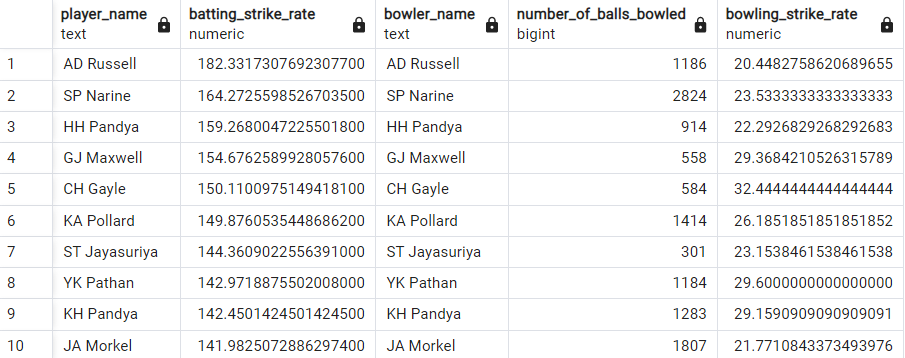 player_name batting_strike_rate bowler_name number_of_balls_bowled bowling_strike_rate
text numeric text bigint numeric
1 AD Russell 182.3317307692307700 AD Russell 1186 20.4482758620689655
2 SP Narine 164.2725598526703500 SP Narine 2824 23.5333333333333333
3 HH Pandya 159.2680047225501800 HH Pandya 914 22.2926829268292683
4 GJ Maxwell 154.6762589928057600 GJ Maxwell 558 29.3684210526315789
5 CH Gayle 150.1100975149418100 CH Gayle 584 32.4444444444444444
6 KA Pollard 149.8760535448686200 KA Pollard 1414 26.1851851851851852
7 ST Jayasuriya 144.3609022556391000 ST Jayasuriya 301 23.1538461538461538
8 YK Pathan 142.9718875502008000 YK Pathan 1184 29.6000000000000000
9 KH Pandya 142.4501424501424500 KH Pandya 1283 29.1590909090909091
10 JA Morkel 141.9825072886297400 JA Morkel 1807 21.7710843373493976